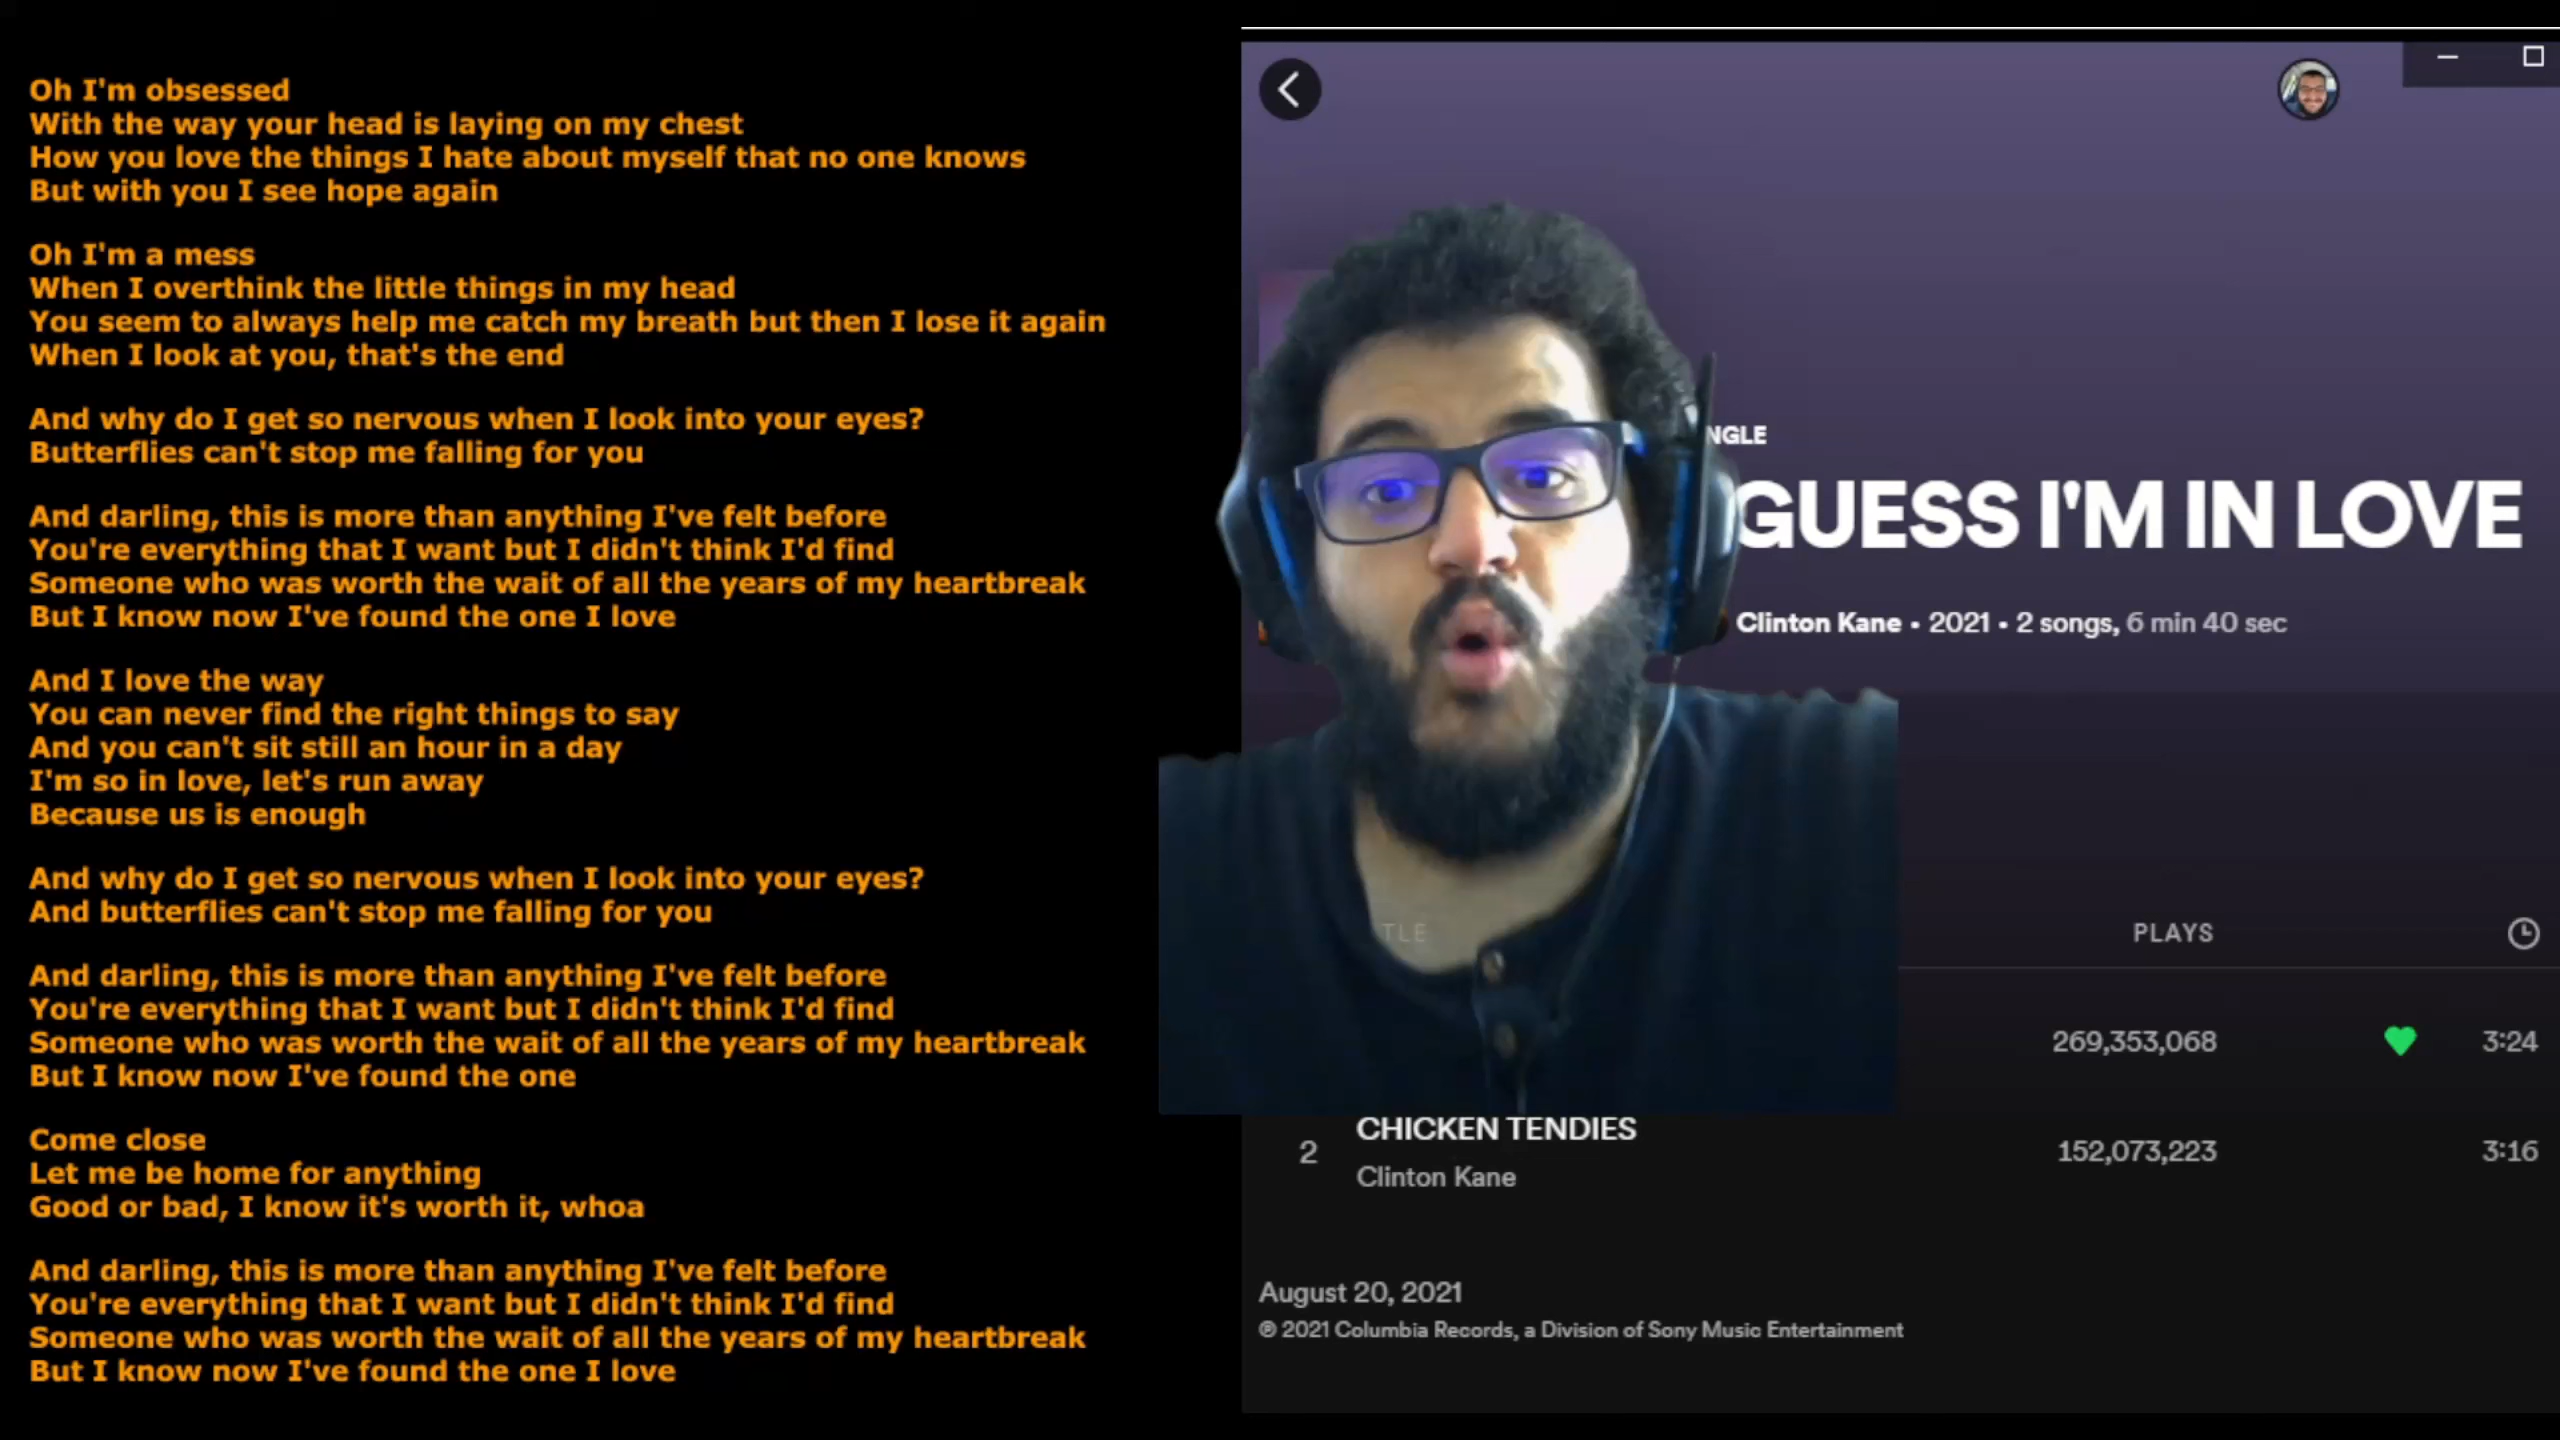 Oh I'm obsessed
With the way your head is laying on my chest
How you love the things I hate about myself that no one knows
But with you I see hope again
Oh I'm a mess
When I overthink the little things in my head
You seem to always help me catch my breath but then I lose it again
When I look at you, that's the end
And why do I get so nervous when I look into your eyes?
Butterflies can't stop me falling for you
And darling, this is more than anything I've felt before
You're everything that I want but I didn't think I'd find
Someone who was worth the wait of all the years of my heartbreak
But I know now I've found the one I love
And I love the way
You can never find the right things to say
And you can't sit still an hour in a day
I'm so in love, let's run away
Because us is enough
And why do I get so nervous when I look into your eyes?
And butterflies can't stop me falling for you
And darling, this is more than anything I've felt before
You're everything that I want but I didn't think I'd find
Someone who was worth the wait of all the years of my heartbreak
But I know now I've found the one
Come close
Let me be home for anything
Good or bad, I know it's worth it, whoa
And darling, this is more than anything I've felt before
You're everything that I want but I didn't think I'd find
Someone who was worth the wait of all the years of my heartbreak
But I know now I've found the one I love
NGLE
GUESS I'M IN LOVE
Clinton Kane • 2021 • 2 songs, 6 min 40 sec
TLE PLAYS
269,353,068 3:24
2 CHICKEN TENDIES 152,073,223 3:16
Clinton Kane
August 20, 2021
℗ 2021 Columbia Records, a Division of Sony Music Entertainment